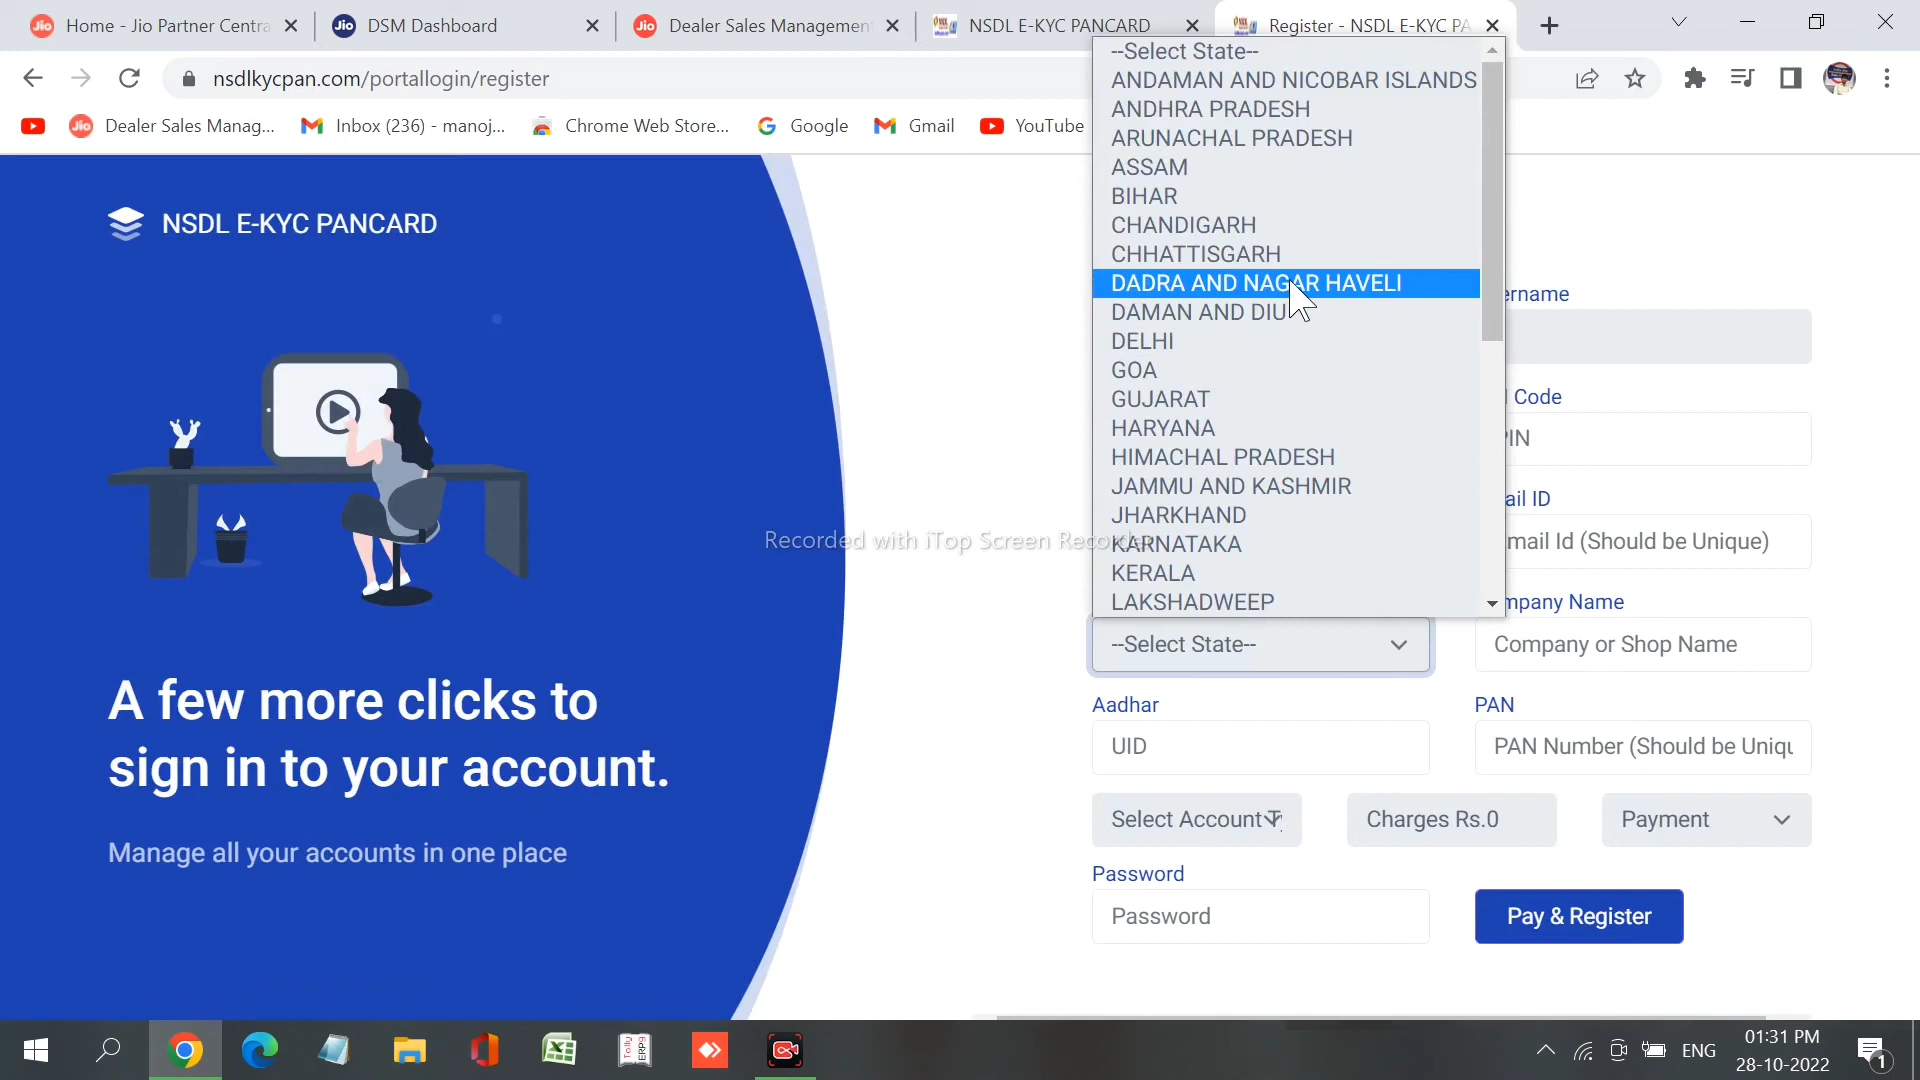 Home - Jio Partner Centra
DSM Dashboard
Dealer Sales Managemen
NSDL E-KYC PANCARD
Register - NSDL E-KYC PA
nsdlkycpan.com/portallogin/register
Dealer Sales Manag...
Inbox (236) - manoj...
Chrome Web Store...
Google
Gmail
YouTube
NSDL E-KYC PANCARD
A few more clicks to
sign in to your account.
Manage all your accounts in one place
Recorded with iTop Screen Recorder
--Select State--
ANDAMAN AND NICOBAR ISLANDS
ANDHRA PRADESH
ARUNACHAL PRADESH
ASSAM
BIHAR
CHANDIGARH
CHHATTISGARH
DADRA AND NAGAR HAVELI
DAMAN AND DIU
DELHI
GOA
GUJARAT
HARYANA
HIMACHAL PRADESH
JAMMU AND KASHMIR
JHARKHAND
KARNATAKA
KERALA
LAKSHADWEEP
ername
Code
PIN
ail ID
mail Id (Should be Unique)
mpany Name
--Select State--
Company or Shop Name
Aadhar
PAN
UID
PAN Number (Should be Uniqu
Select Account T
Charges Rs.0
Payment
Password
Password
Pay & Register
Tally
ERP9
ENG
01:31 PM
28-10-2022
1